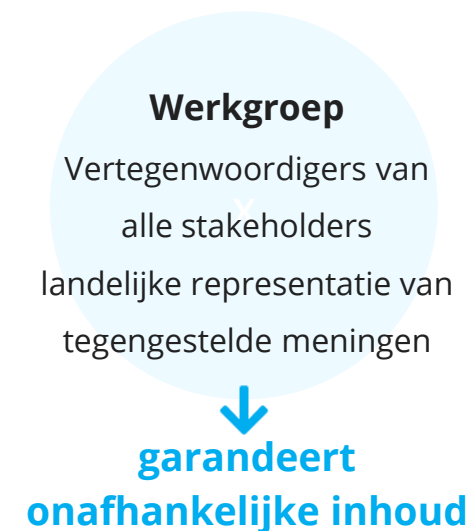 Werkgroep
Vertegenwoordigers van
alle stakeholders
landelijke representatie van
tegengestelde meningen
garandeert
onafhankelijke inhoud